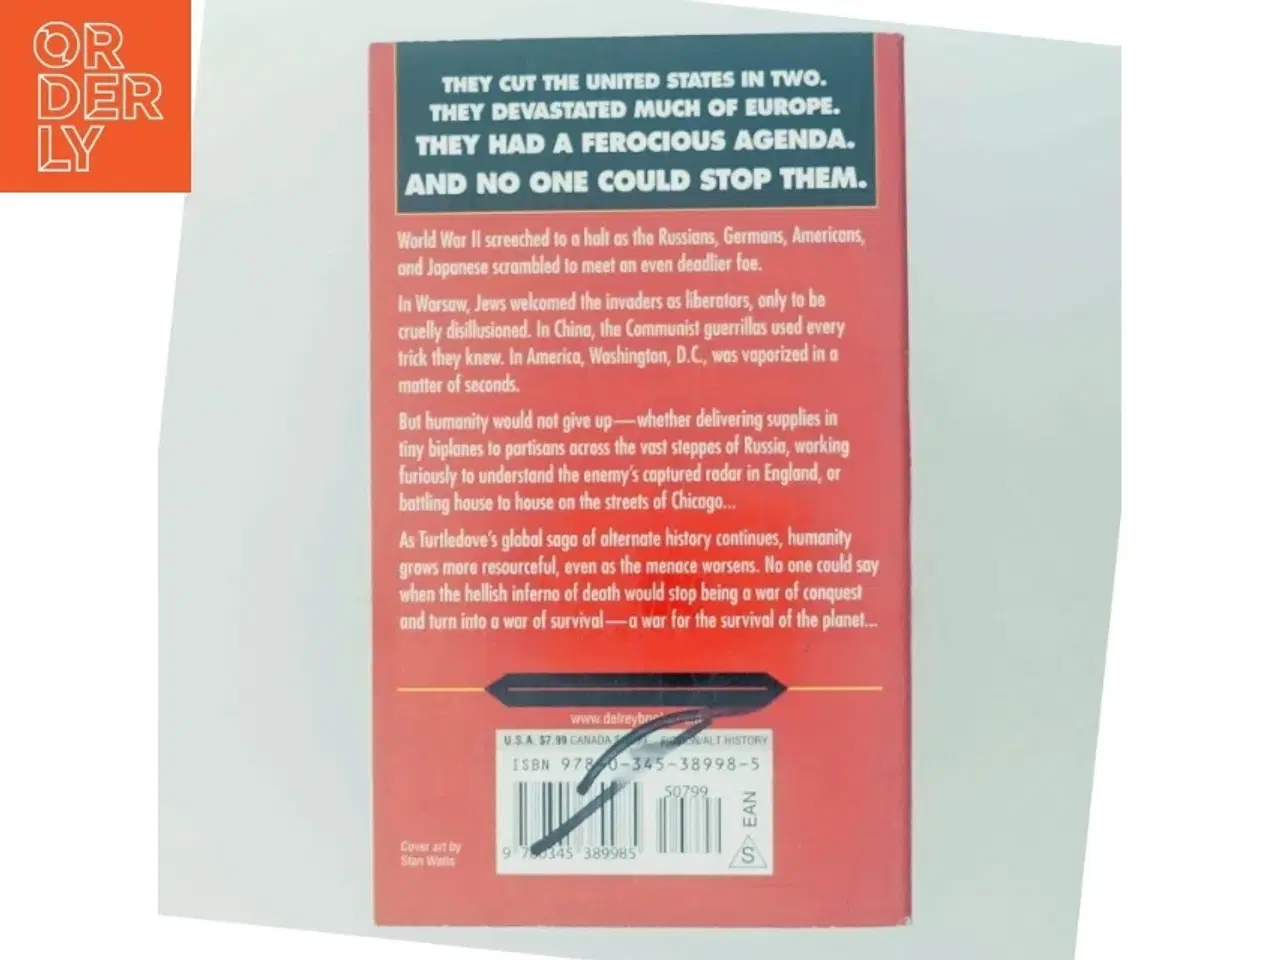 ORDERLY
THEY CUT THE UNITED STATES IN TWO.
THEY DEVASTATED MUCH OF EUROPE.
THEY HAD A FEROCIOUS AGENDA.
AND NO ONE COULD STOP THEM.
World War II screeched to a halt as the Russians, Germans, Americans,
and Japanese scrambled to meet an even deadlier foe.
In Warsaw, Jews welcomed the invaders as liberators, only to be
cruelly disillusioned. In China, the Communist guerrillas used every
trick they knew. In America, Washington, D.C., was vaporized in a
matter of seconds.
But humanity would not give up—whether delivering supplies in
tiny biplanes to partisans across the vast steppes of Russia, working
furiously to understand the enemy's captured radar in England, or
battling house to house on the streets of Chicago...
As Turtledove's global saga of alternate history continues, humanity
grows more resourceful, even as the menace worsens. No one could say
when the hellish inferno of death would stop being a war of conquest
and turn into a war of survival—a war for the survival of the planet...
U.S.A. $7.99 CANADA /ALT HISTORY
ISBN 978-0-345-38998-5
50799
EAN
S
9 780345 389985
Cover art by
Stan Watts